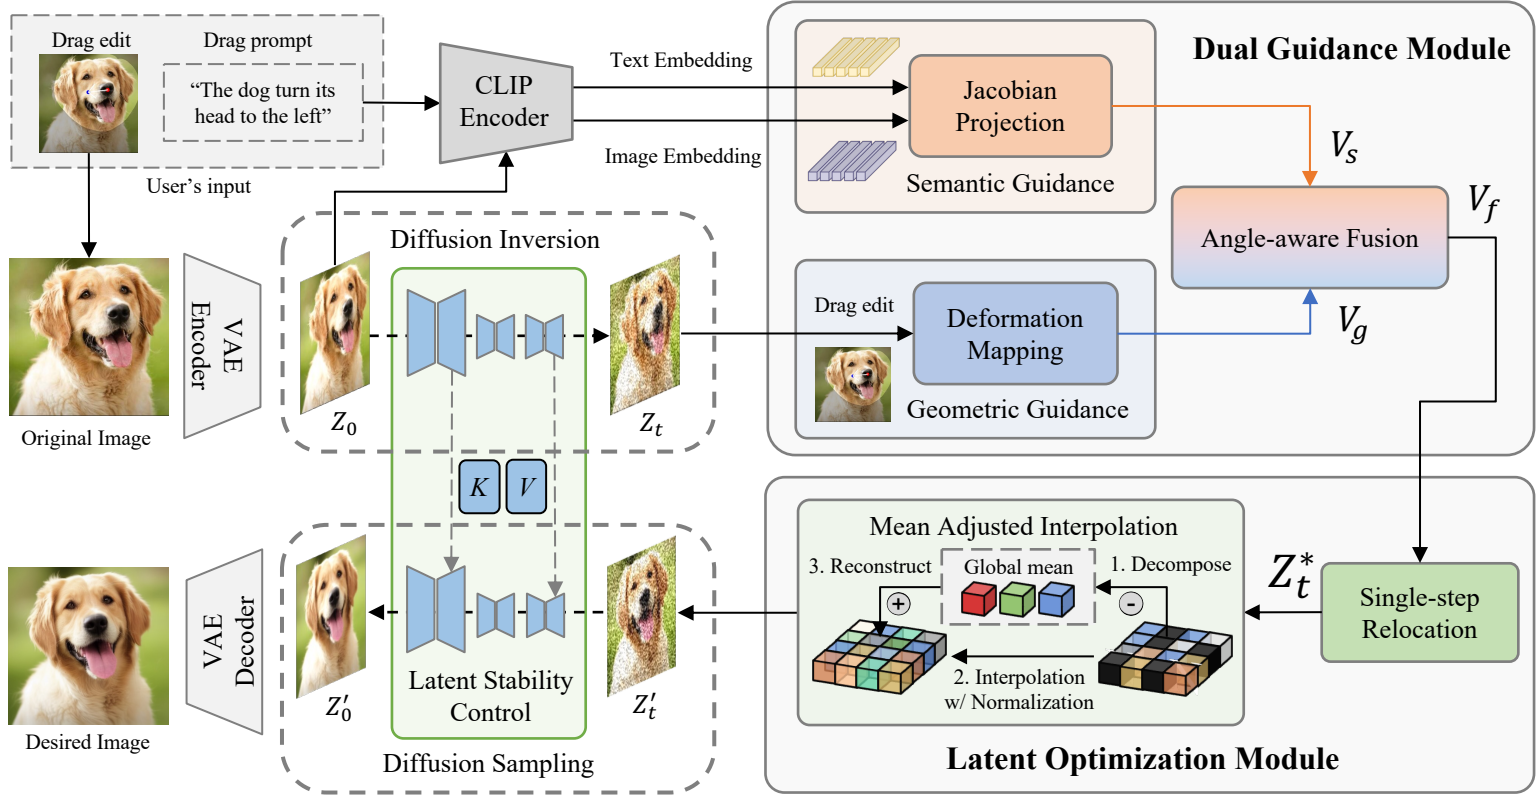 Drag edit
Drag prompt
“The dog turn its
head to the left”
User’s input
CLIP
Encoder
Text Embedding
Image Embedding
Jacobian
Projection
Semantic Guidance
Dual Guidance Module
V_s
Angle-aware Fusion
V_f
V_g
Drag edit
Deformation
Mapping
Geometric Guidance
Original Image
VAE
Encoder
Diffusion Inversion
Z_0
Z_t
K
V
Latent Stability
Control
Z'_0
Z'_t
Diffusion Sampling
VAE
Decoder
Desired Image
Mean Adjusted Interpolation
3. Reconstruct
Global mean
1. Decompose
+
-
2. Interpolation
w/ Normalization
Z_t^*
Single-step
Relocation
Latent Optimization Module